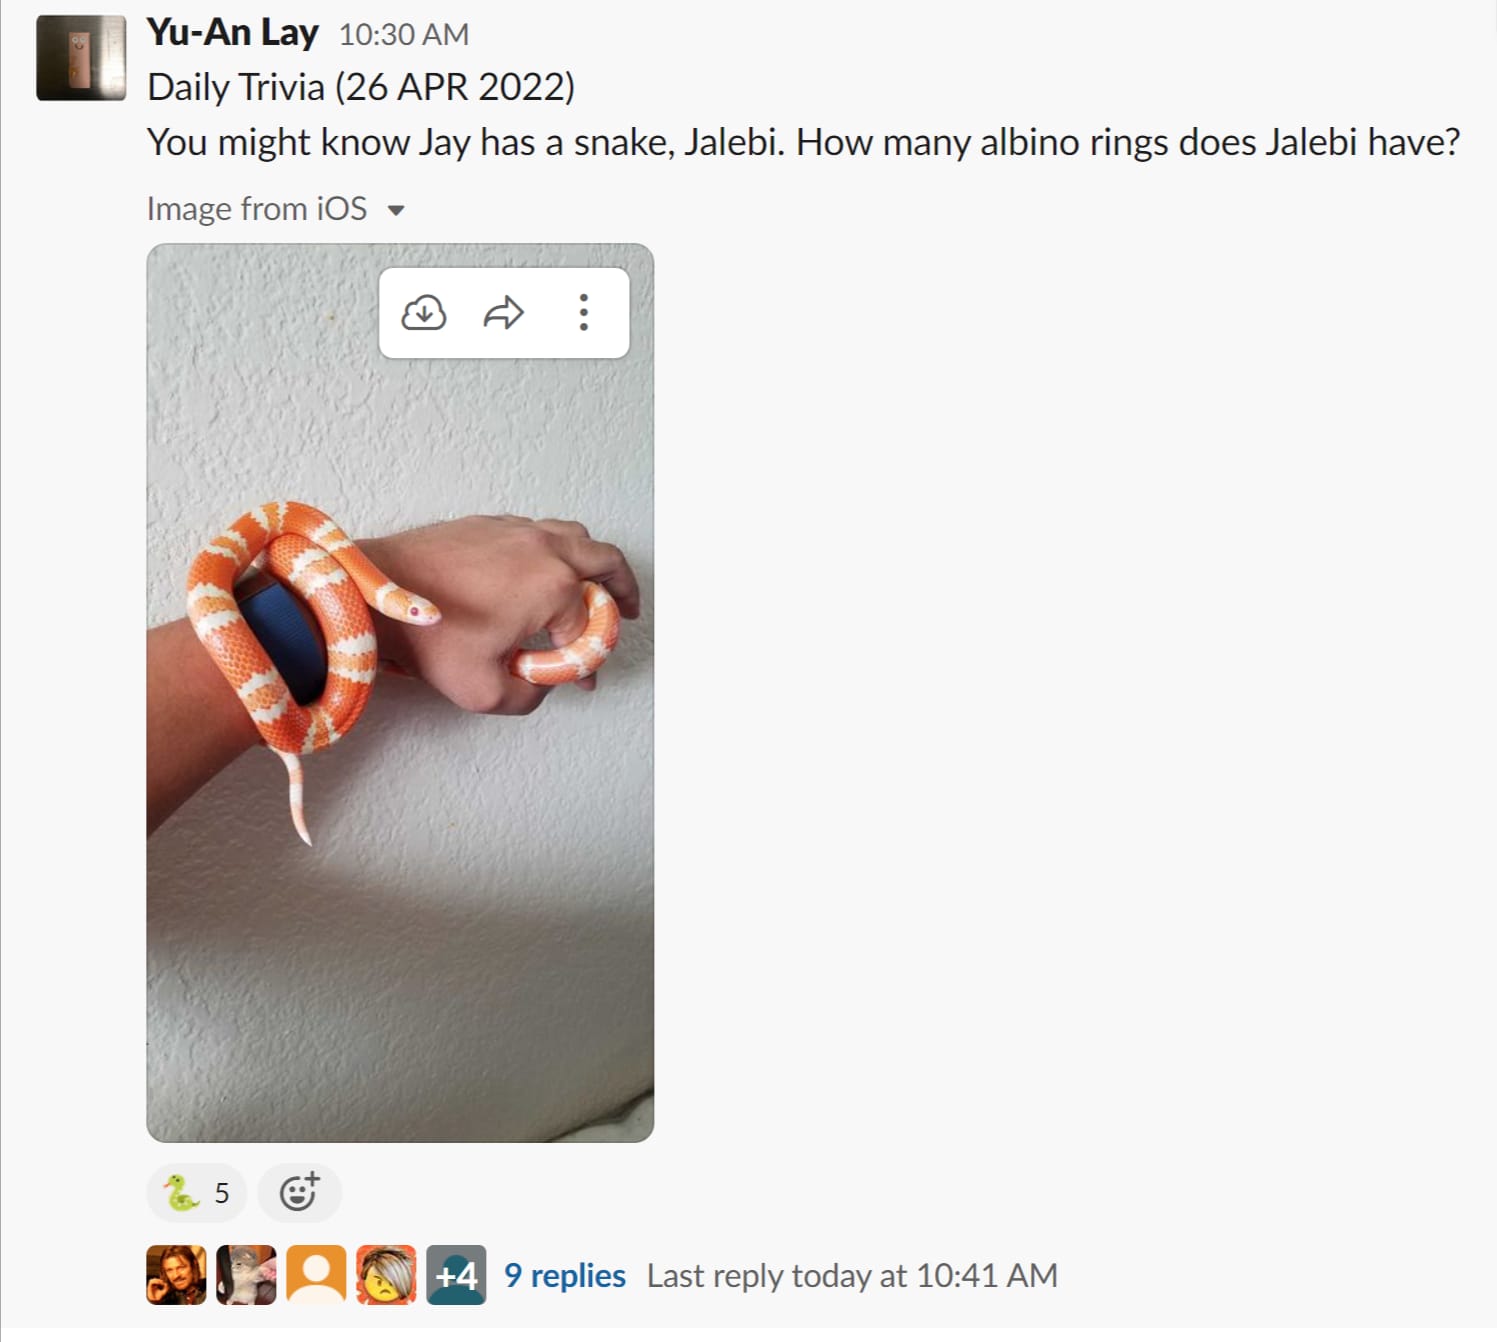 Yu-An Lay 10:30 AM
Daily Trivia (26 APR 2022)
You might know Jay has a snake, Jalebi. How many albino rings does Jalebi have?
Image from iOS
5
+4 9 replies Last reply today at 10:41 AM